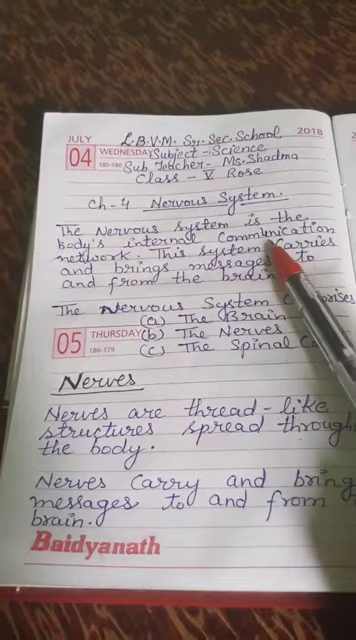 JULY L.B.V.M. Sr. Sec. School 2018
04 WEDNESDAY Subject - Science
185-180 Sub Teacher - Ms. Shadma
Class - V Rose
Ch-4 Nervous System.
The Nervous System is the
Body's internal Communication
network. This system carries
and brings messages to
and from the brain
The Nervous System
(a) The Brain
05 THURSDAY (b) The Nerves
186-179 (c) The Spinal
Nerves
Nerves are thread-like
structures spread through
the body.
Nerves Carry and bring
messages to and from
brain.
Baidyanath